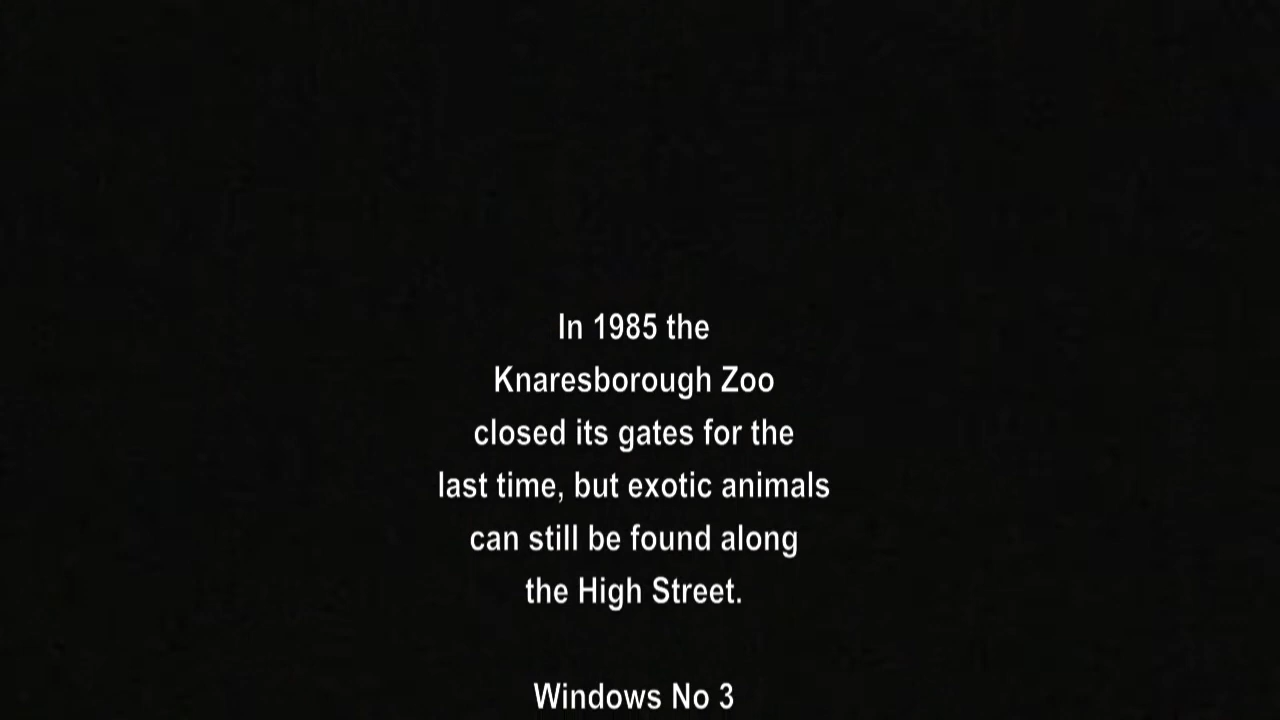 In 1985 the
Knaresborough Zoo
closed its gates for the
last time, but exotic animals
can still be found along
the High Street.
Windows No 3